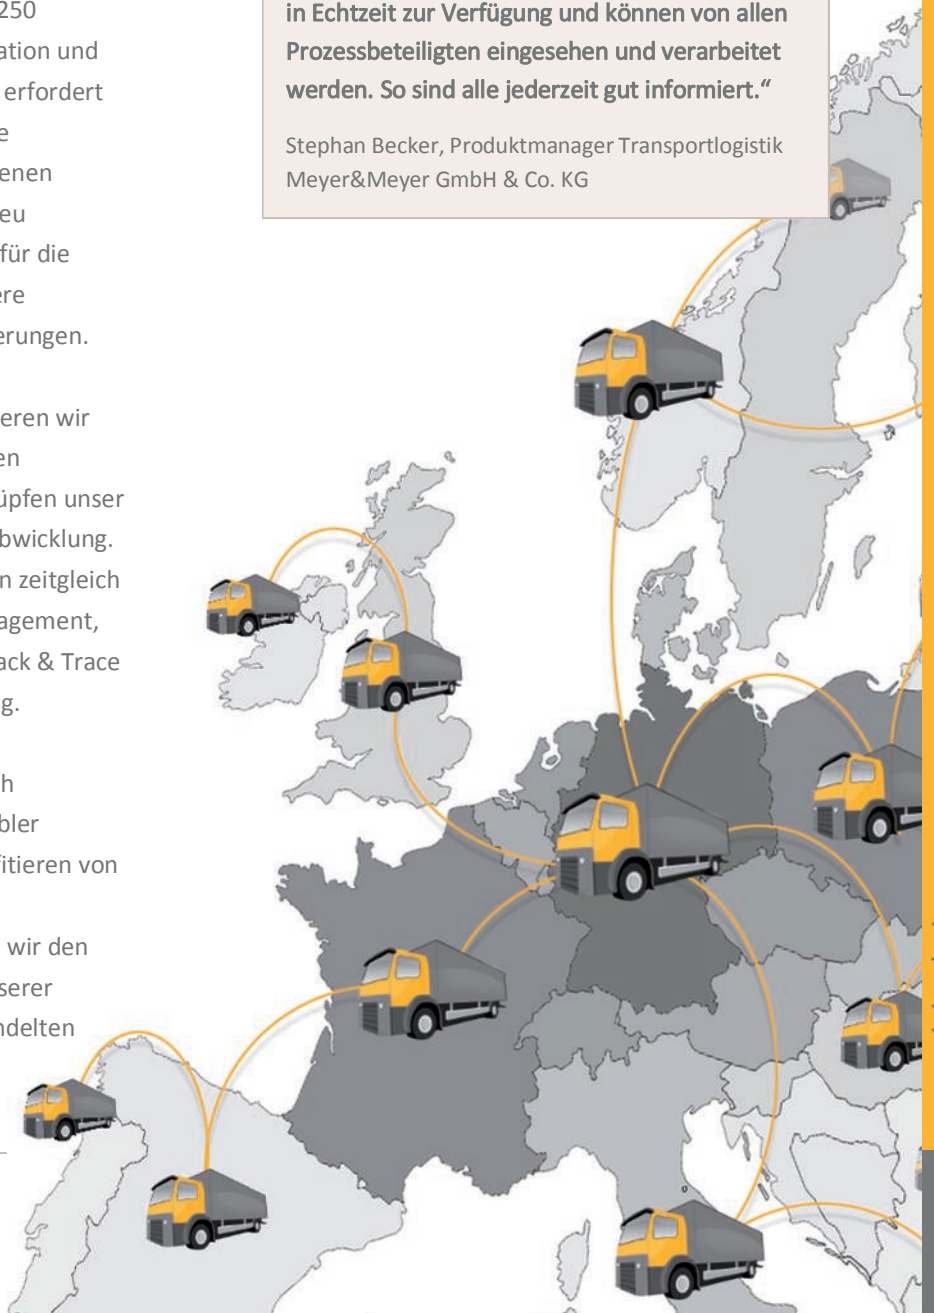 250
ation und
erfordert
e
enen
eu
für die
ere
erungen.
eren wir
en
üpfen unser
bwicklung.
n zeitgleich
agement,
ack & Trace
g.
h
bler
fitieren von
wir den
serer
ndelten
in Echtzeit zur Verfügung und können von allen
Prozessbeteiligten eingesehen und verarbeitet
werden. So sind alle jederzeit gut informiert.“
Stephan Becker, Produktmanager Transportlogistik
Meyer&Meyer GmbH & Co. KG